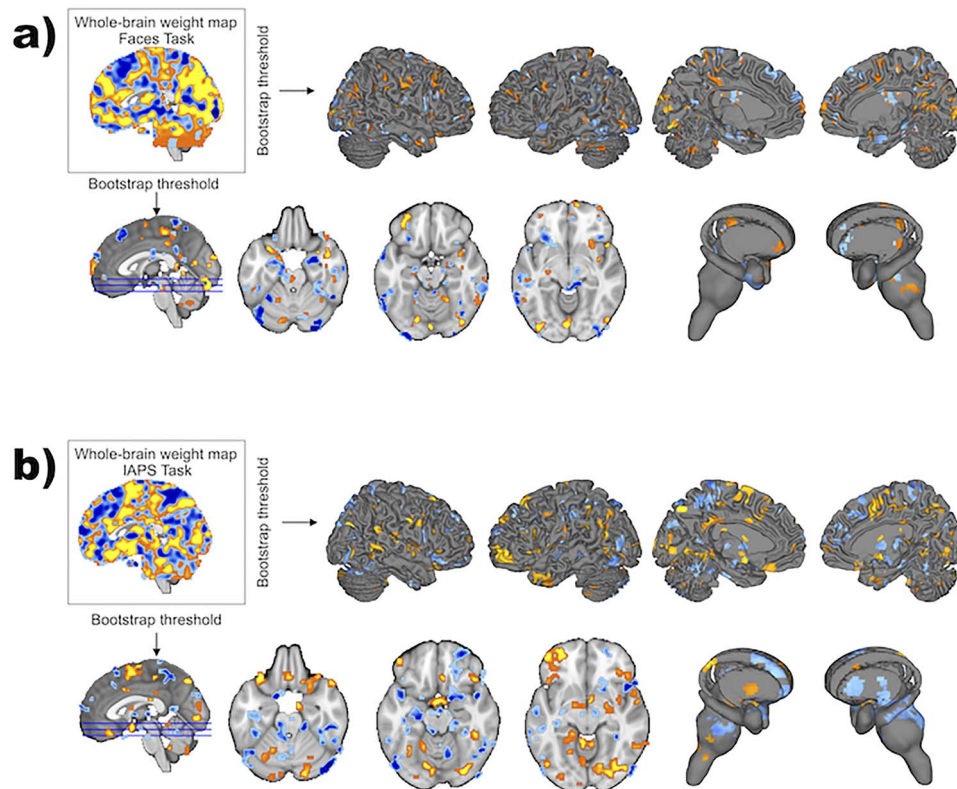 a)
Whole-brain weight map
Faces Task
Bootstrap threshold
Bootstrap threshold
b)
Whole-brain weight map
IAPS Task
Bootstrap threshold
Bootstrap threshold